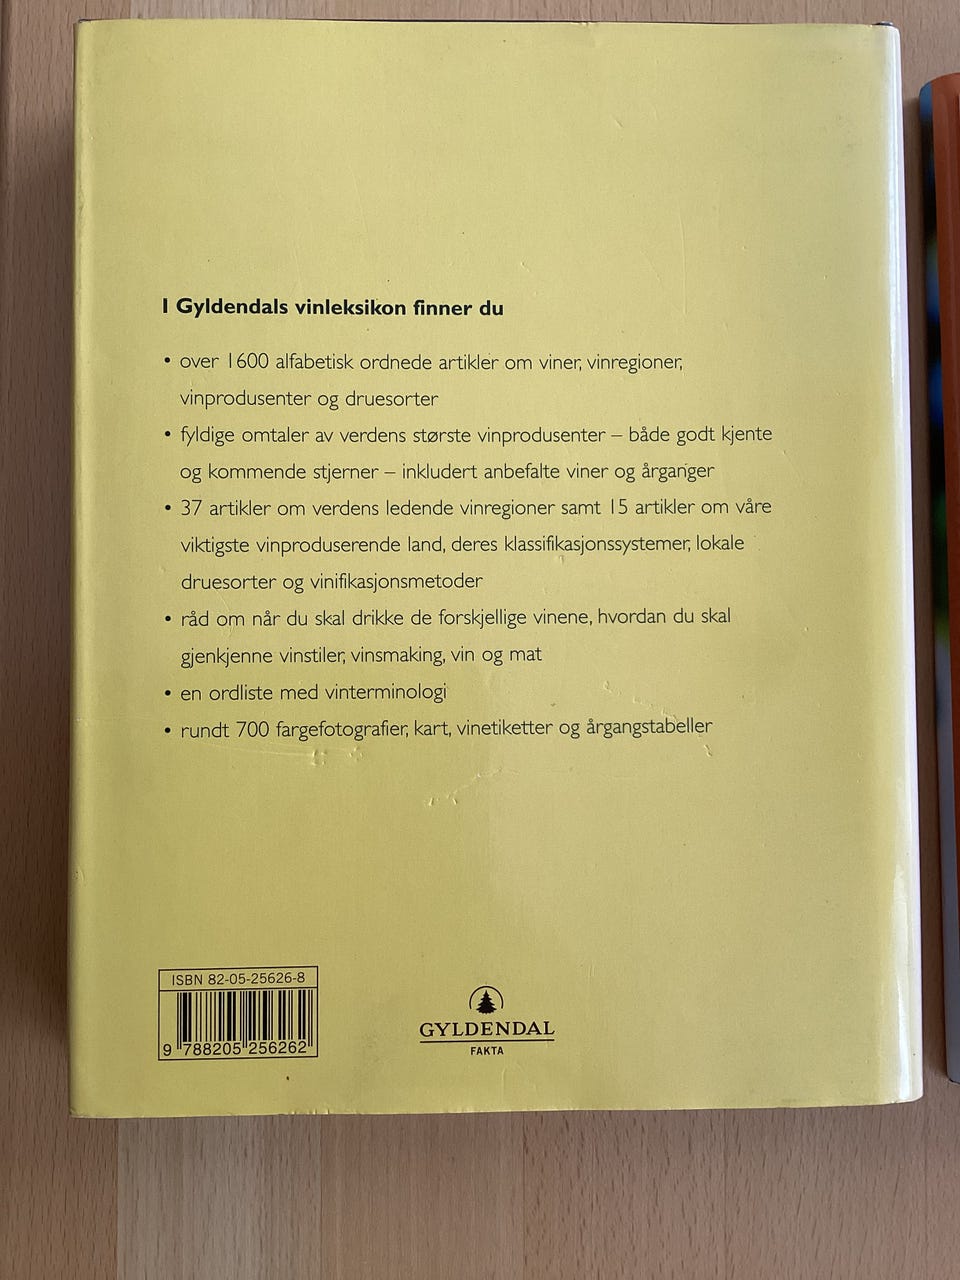 I Gyldendals vinleksikon finner du
• over 1600 alfabetisk ordnede artikler om viner, vinregioner,
vinprodusenter og druesorter
• fyldige omtaler av verdens største vinprodusenter – både godt kjente
og kommende stjerner – inkludert anbefalte viner og årganger
• 37 artikler om verdens ledende vinregioner samt 15 artikler om våre
viktigste vinproduserende land, deres klassifikasjonssystemer, lokale
druesorter og vinifikasjonsmetoder
• råd om når du skal drikke de forskjellige vinene, hvordan du skal
gjenkjenne vinstiler, vinsmaking, vin og mat
• en ordliste med vinterminologi
• rundt 700 fargefotografier, kart, vinetiketter og årgangstabeller
ISBN 82-05-25626-8
9 788205 256262
GYLDENDAL
FAKTA